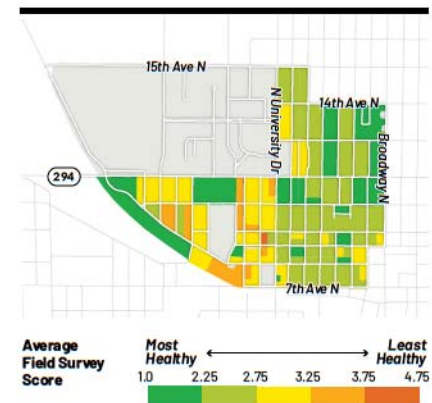 15th Ave N
14th Ave N
N University Dr
Broadway N
294
7th Ave N
Average
Field Survey
Score
Most
Healthy
Least
Healthy
1.0 2.25 2.75 3.25 3.75 4.75